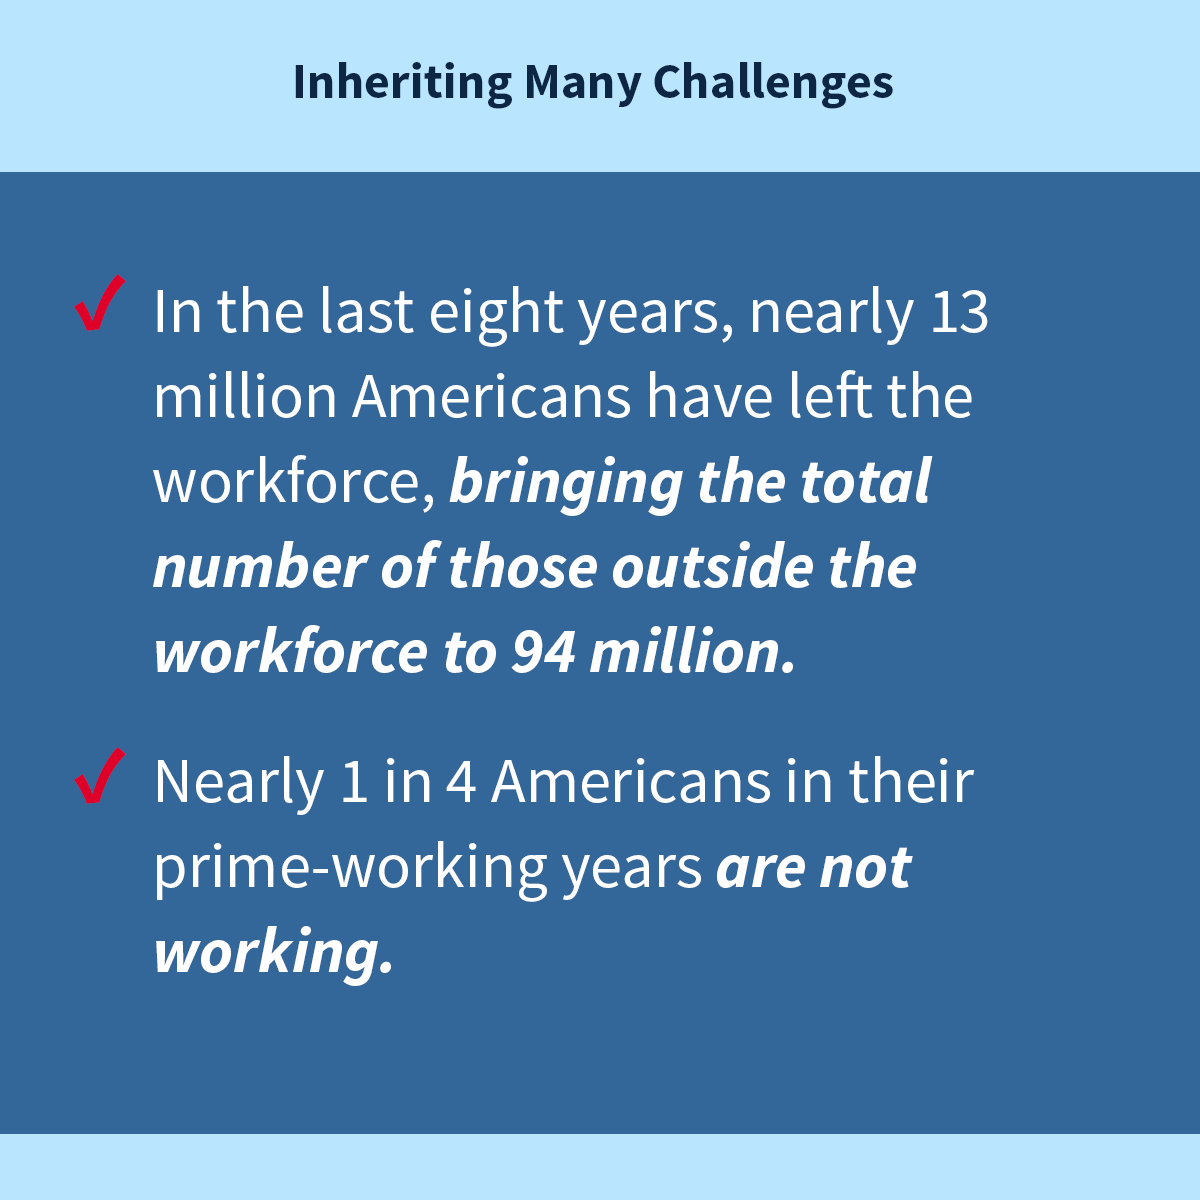 Inheriting Many Challenges
✓ In the last eight years, nearly 13
million Americans have left the
workforce, bringing the total
number of those outside the
workforce to 94 million.
✓ Nearly 1 in 4 Americans in their
prime-working years are not
working.